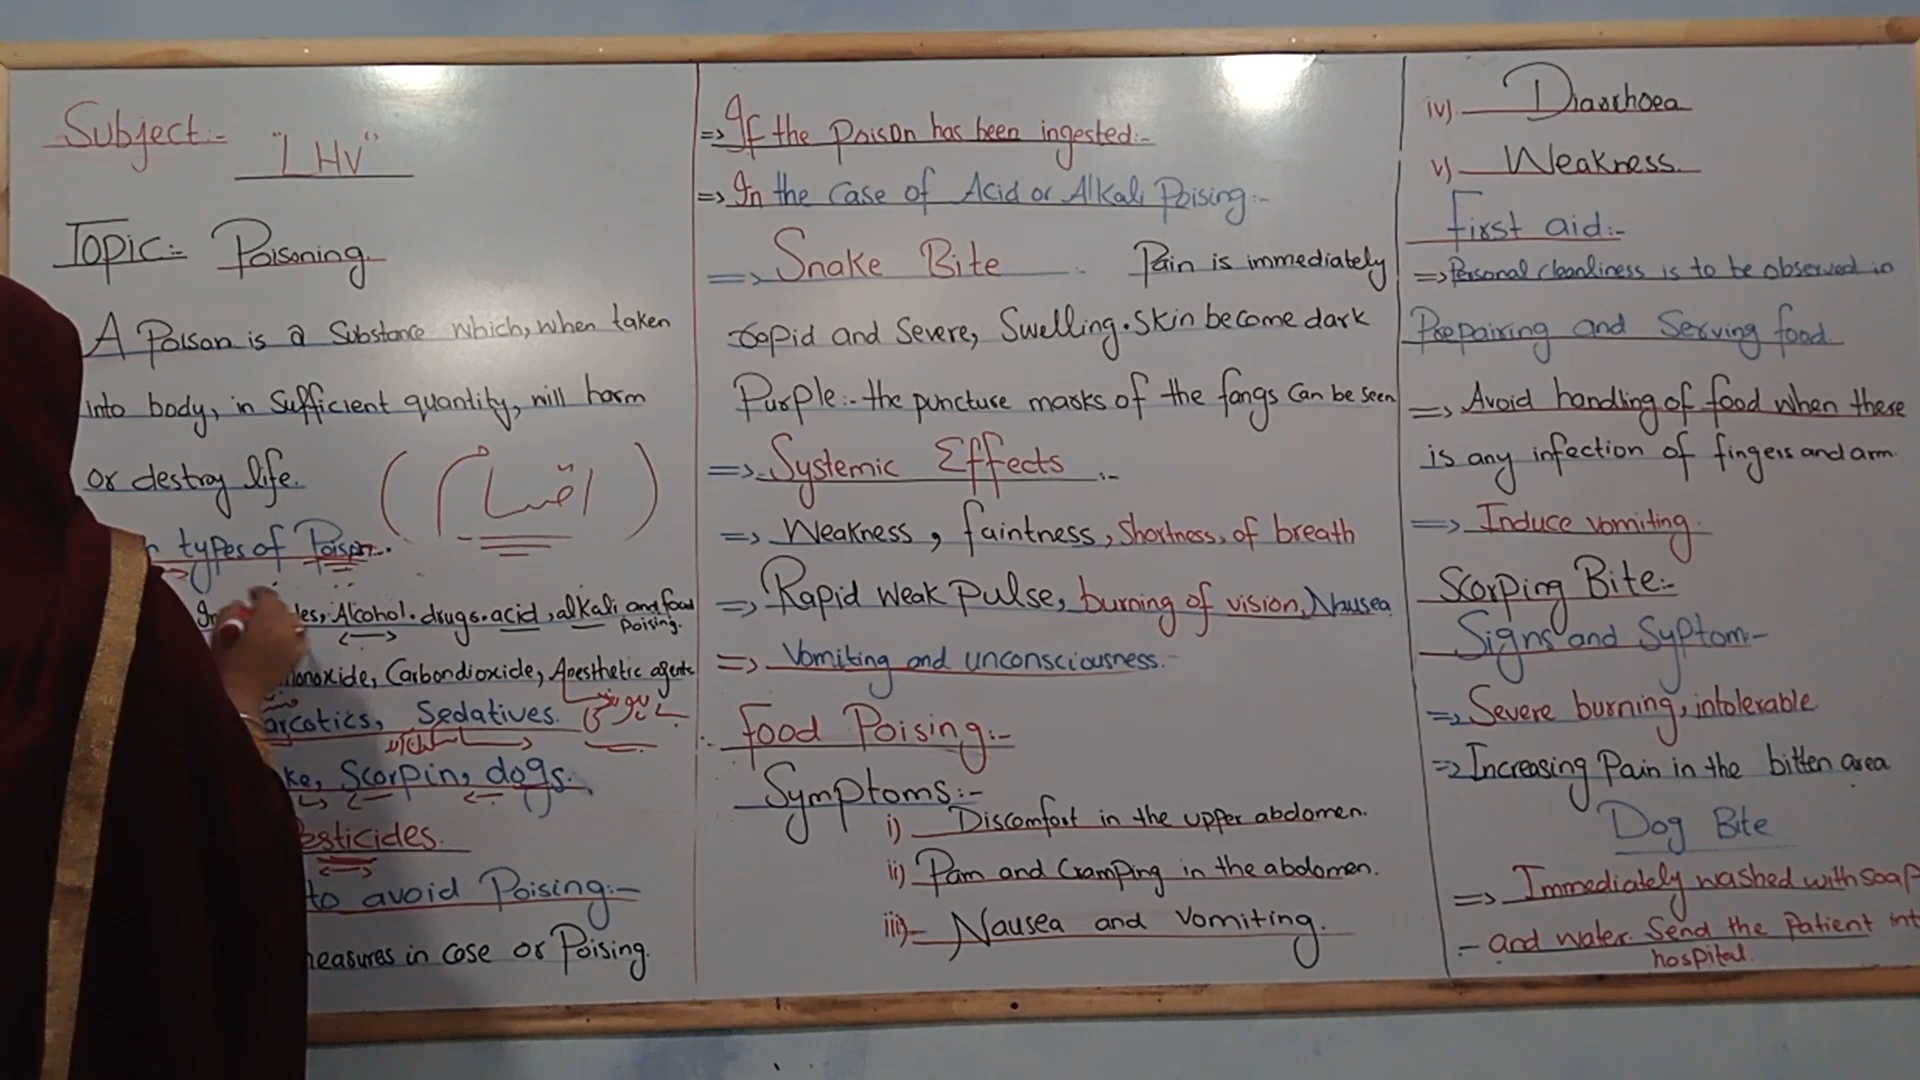 Subject:-
"LHV"
Topic:- Poisoning
A Poison is a Substance which, when taken
into body, in Sufficient quantity, will harm
or destroy life.
( اقسام )
types of Poison.
Alcohol. drugs. acid, alkali and food
Poising.
Carbondioxide, Anesthetic agents
Sedatives.
Scorpin, dogs.
to avoid Poising:-
in case or Poising.
=> If the Poison has been ingested:-
=> In the Case of Acid or Alkali Poising:-
=> Snake Bite Pain is immediately
rapid and Severe, Swelling. Skin become dark
Purple:- the puncture marks of the fangs can be seen
=> Systemic Effects :-
=> Weakness, faintness, Shortness, of breath
=> Rapid Weak Pulse, burning of vision, Nausea
=> Vomiting and unconsciousness.-
Food Poising:-
Symptoms:-
i) Discomfort in the upper abdomen.
ii) Pam and Cramping in the abdomen.
iii)- Nausea and Vomiting.
iv) Diarrhoea
v) Weakness.
First aid:-
=> Personal cleanliness is to be observed in
Prepairing and Serving food.
=> Avoid handling of food when there
is any infection of fingers and arm.
=> Induce vomiting.
Scorping Bite:-
Signs and Syptom:-
=> Severe burning, intolerable
=> Increasing Pain in the bitten area
Dog Bite
=> Immediately washed with soap
- and water. Send the Patient int
hospital.